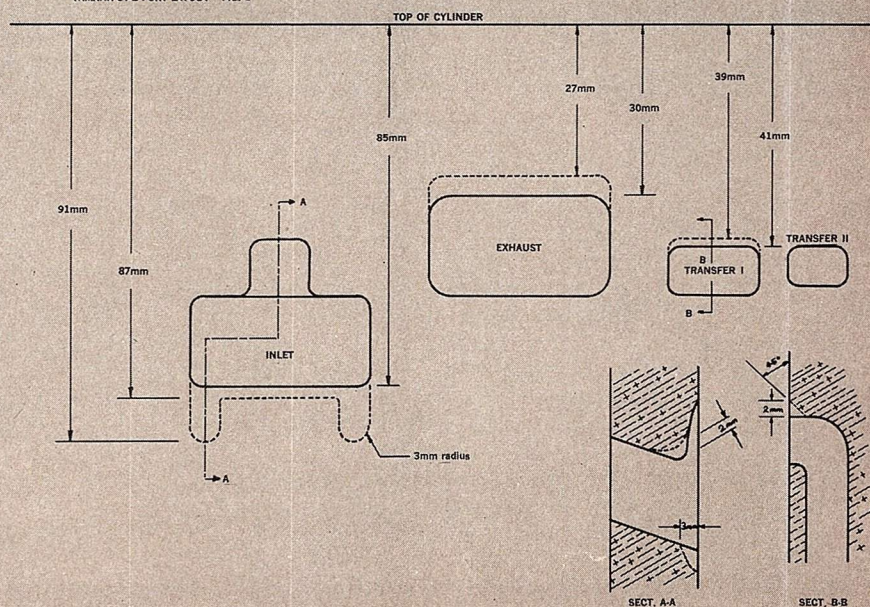 TOP OF CYLINDER
27mm
39mm
30mm
41mm
85mm
91mm
A
EXHAUST
TRANSFER II
87mm
B
TRANSFER I
B
INLET
45°
2mm
2mm
3mm radius
A
3mm
SECT. A-A
SECT. B-B